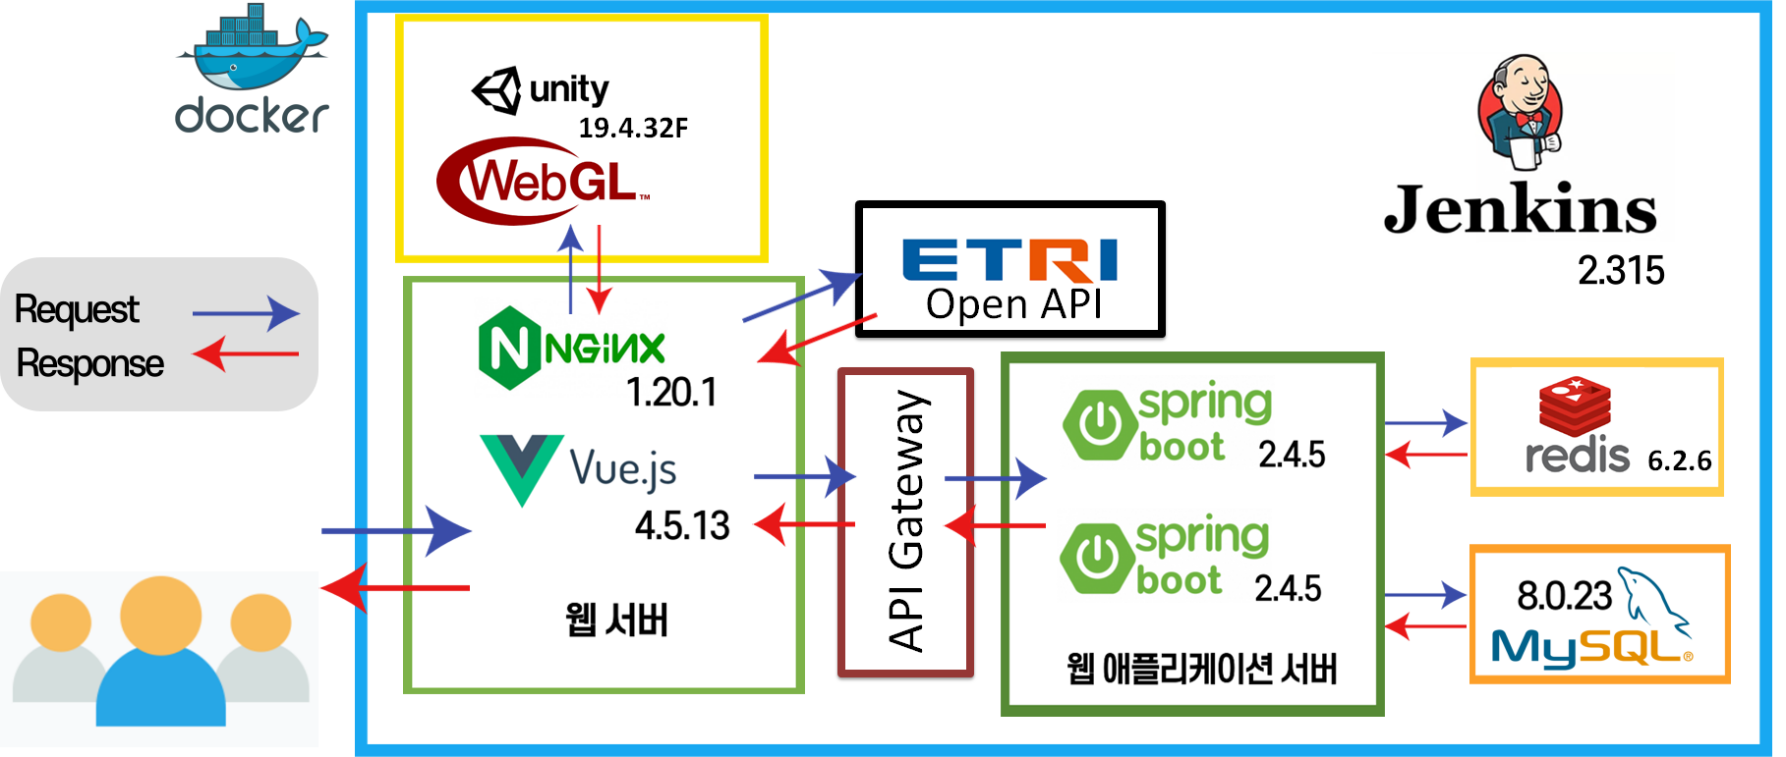 docker
unity
19.4.32F
WebGL™
Jenkins
2.315
ETRI
Open API
Request
Response
N NGINX
1.20.1
Vue.js
4.5.13
웹 서버
API Gateway
spring
boot 2.4.5
spring
boot 2.4.5
웹 애플리케이션 서버
redis 6.2.6
8.0.23
MySQL®